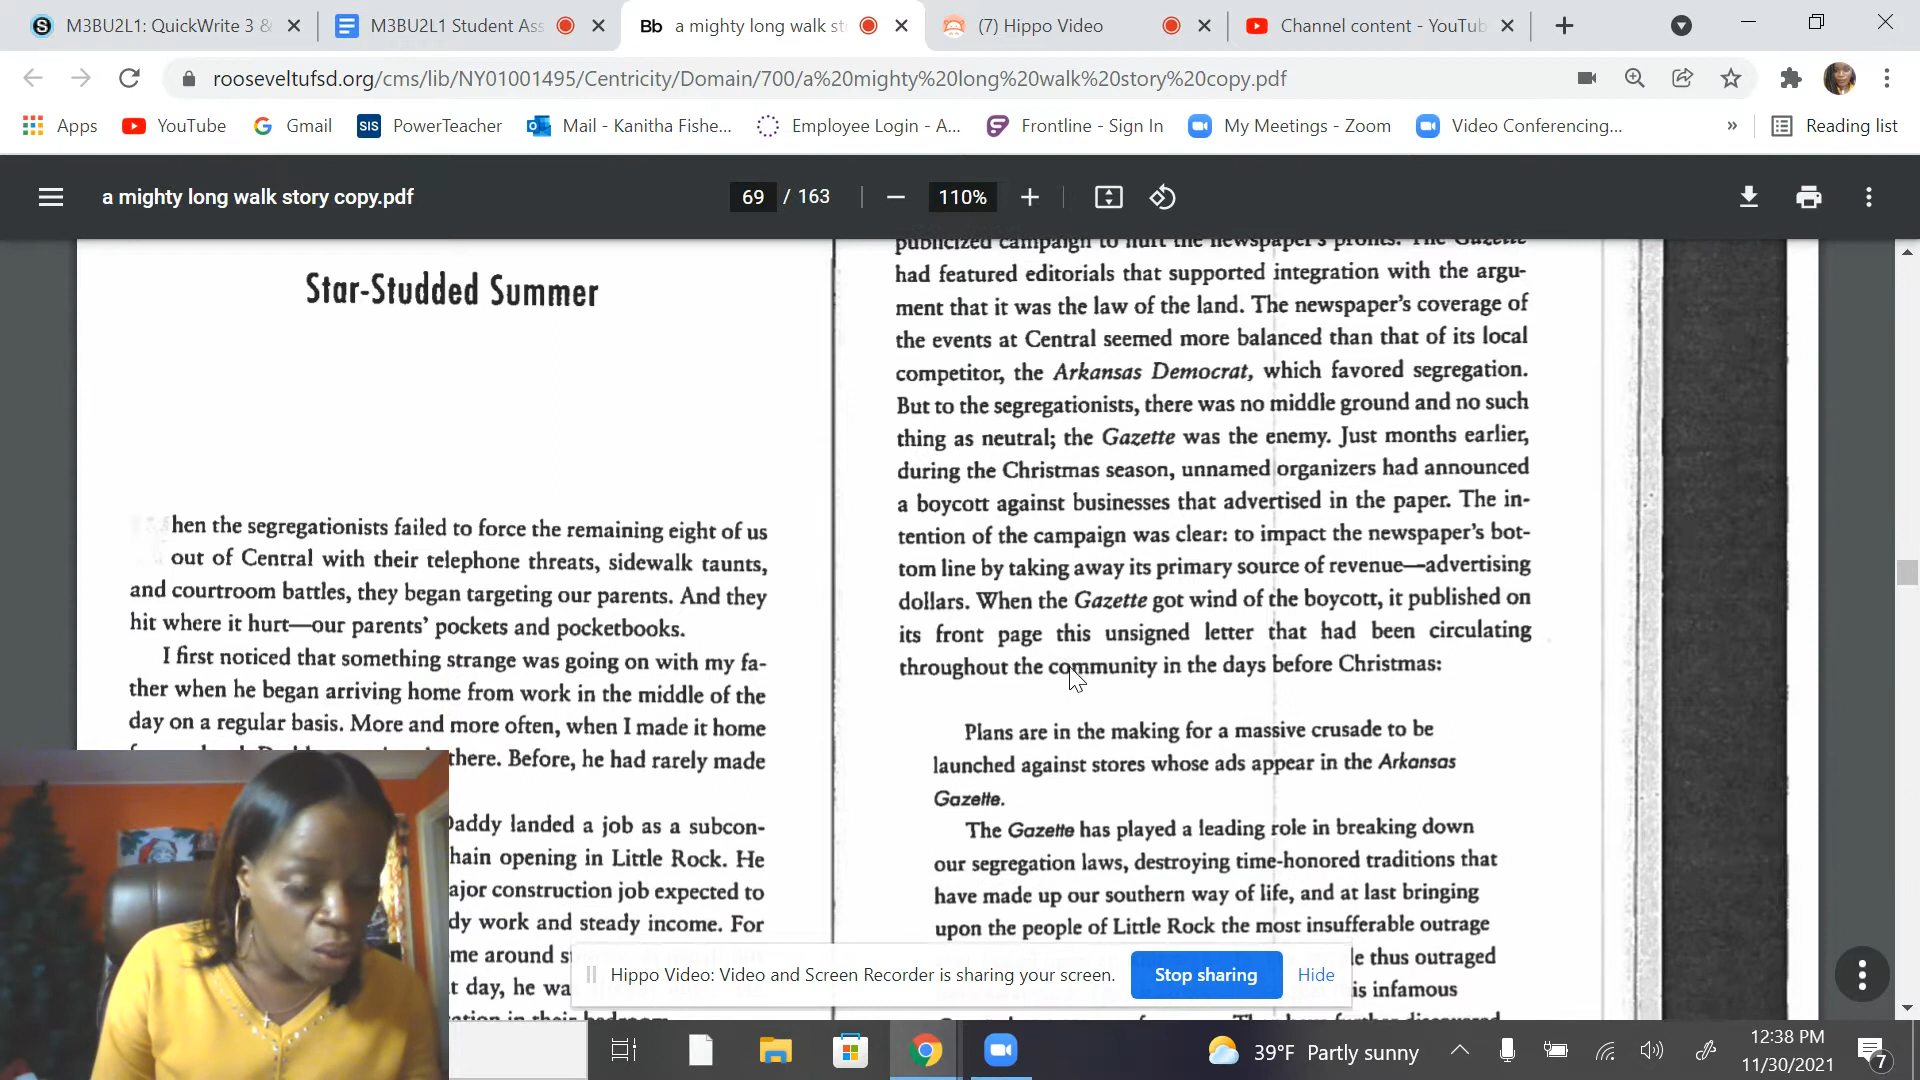 M3BU2L1: QuickWrite 3 &
M3BU2L1 Student Ass
Bb
a mighty long walk sto
(7) Hippo Video
Channel content - YouTub
rooseveltufsd.org/cms/lib/NY01001495/Centricity/Domain/700/a%20mighty%20long%20walk%20story%20copy.pdf
Apps
YouTube
Gmail
SIS
PowerTeacher
Mail - Kanitha Fishe...
Employee Login - A...
Frontline - Sign In
My Meetings - Zoom
Video Conferencing...
»
Reading list
a mighty long walk story copy.pdf
69 / 163
110%
Star-Studded Summer
hen the segregationists failed to force the remaining eight of us
out of Central with their telephone threats, sidewalk taunts,
and courtroom battles, they began targeting our parents. And they
hit where it hurt—our parents' pockets and pocketbooks.
I first noticed that something strange was going on with my fa-
ther when he began arriving home from work in the middle of the
day on a regular basis. More and more often, when I made it home
there. Before, he had rarely made
Daddy landed a job as a subcon-
hain opening in Little Rock. He
ajor construction job expected to
dy work and steady income. For
me around
t day, he wa
ation in their bedroom
publicized campaign to hurt the newspaper's profits. The Gazette
had featured editorials that supported integration with the argu-
ment that it was the law of the land. The newspaper's coverage of
the events at Central seemed more balanced than that of its local
competitor, the Arkansas Democrat, which favored segregation.
But to the segregationists, there was no middle ground and no such
thing as neutral; the Gazette was the enemy. Just months earlier,
during the Christmas season, unnamed organizers had announced
a boycott against businesses that advertised in the paper. The in-
tention of the campaign was clear: to impact the newspaper's bot-
tom line by taking away its primary source of revenue—advertising
dollars. When the Gazette got wind of the boycott, it published on
its front page this unsigned letter that had been circulating
throughout the community in the days before Christmas:
Plans are in the making for a massive crusade to be
launched against stores whose ads appear in the Arkansas
Gazette.
The Gazette has played a leading role in breaking down
our segregation laws, destroying time-honored traditions that
have made up our southern way of life, and at last bringing
upon the people of Little Rock the most insufferable outrage
le thus outraged
is infamous
Hippo Video: Video and Screen Recorder is sharing your screen.
Stop sharing
Hide
39°F Partly sunny
12:38 PM
11/30/2021
7